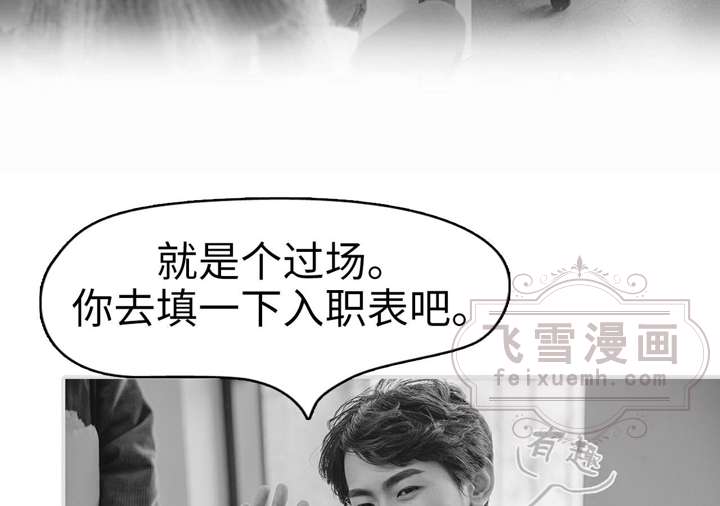 就是个过场。
你去填一下入职表吧。
飞雪漫画
feixuemh.com
有趣